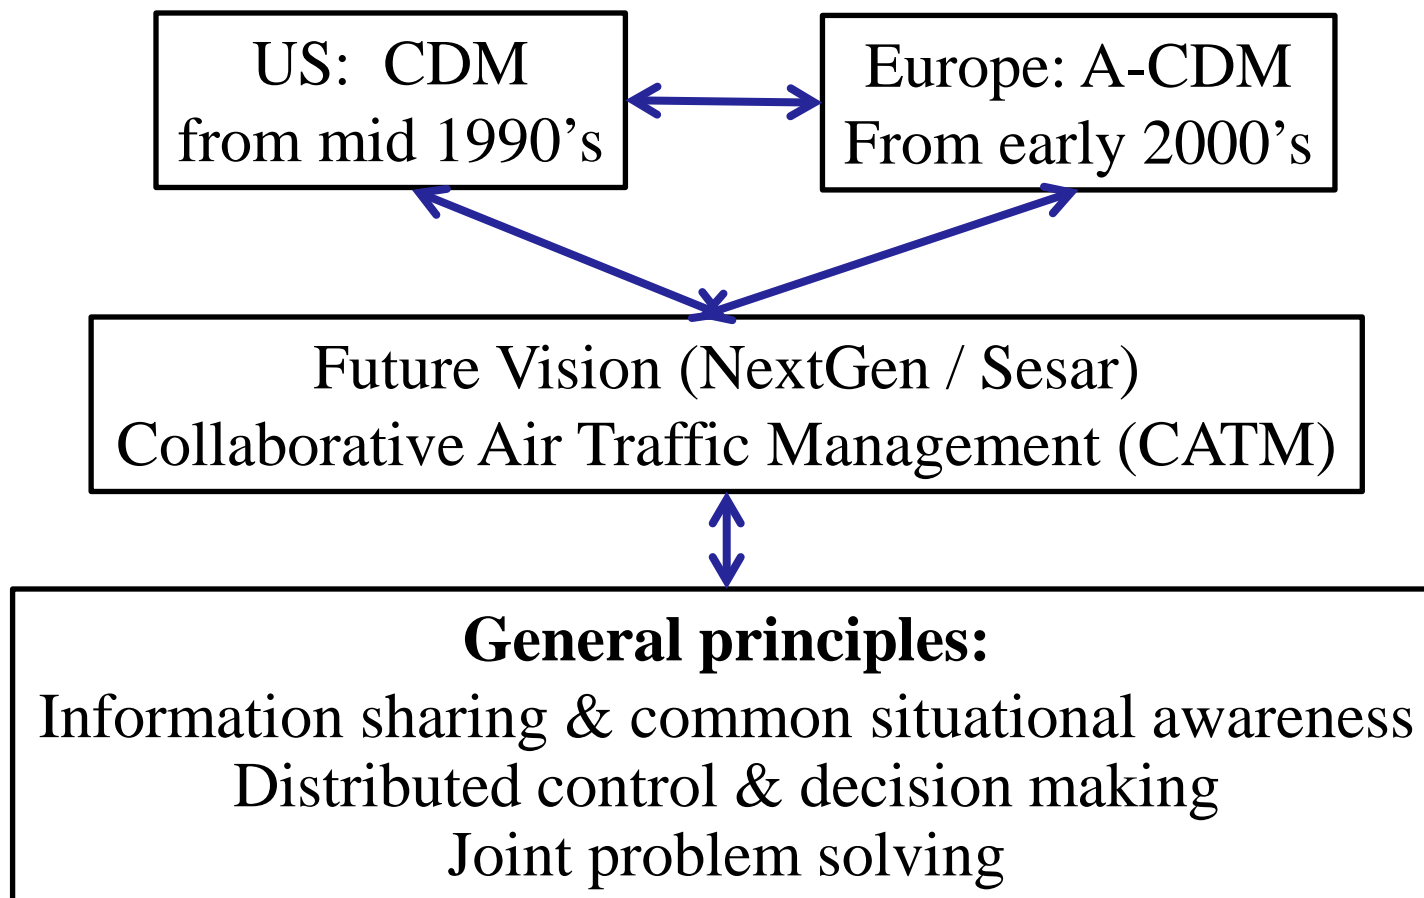 US: CDM
from mid 1990's
Europe: A-CDM
From early 2000's
Future Vision (NextGen / Sesar)
Collaborative Air Traffic Management (CATM)
General principles:
Information sharing & common situational awareness
Distributed control & decision making
Joint problem solving